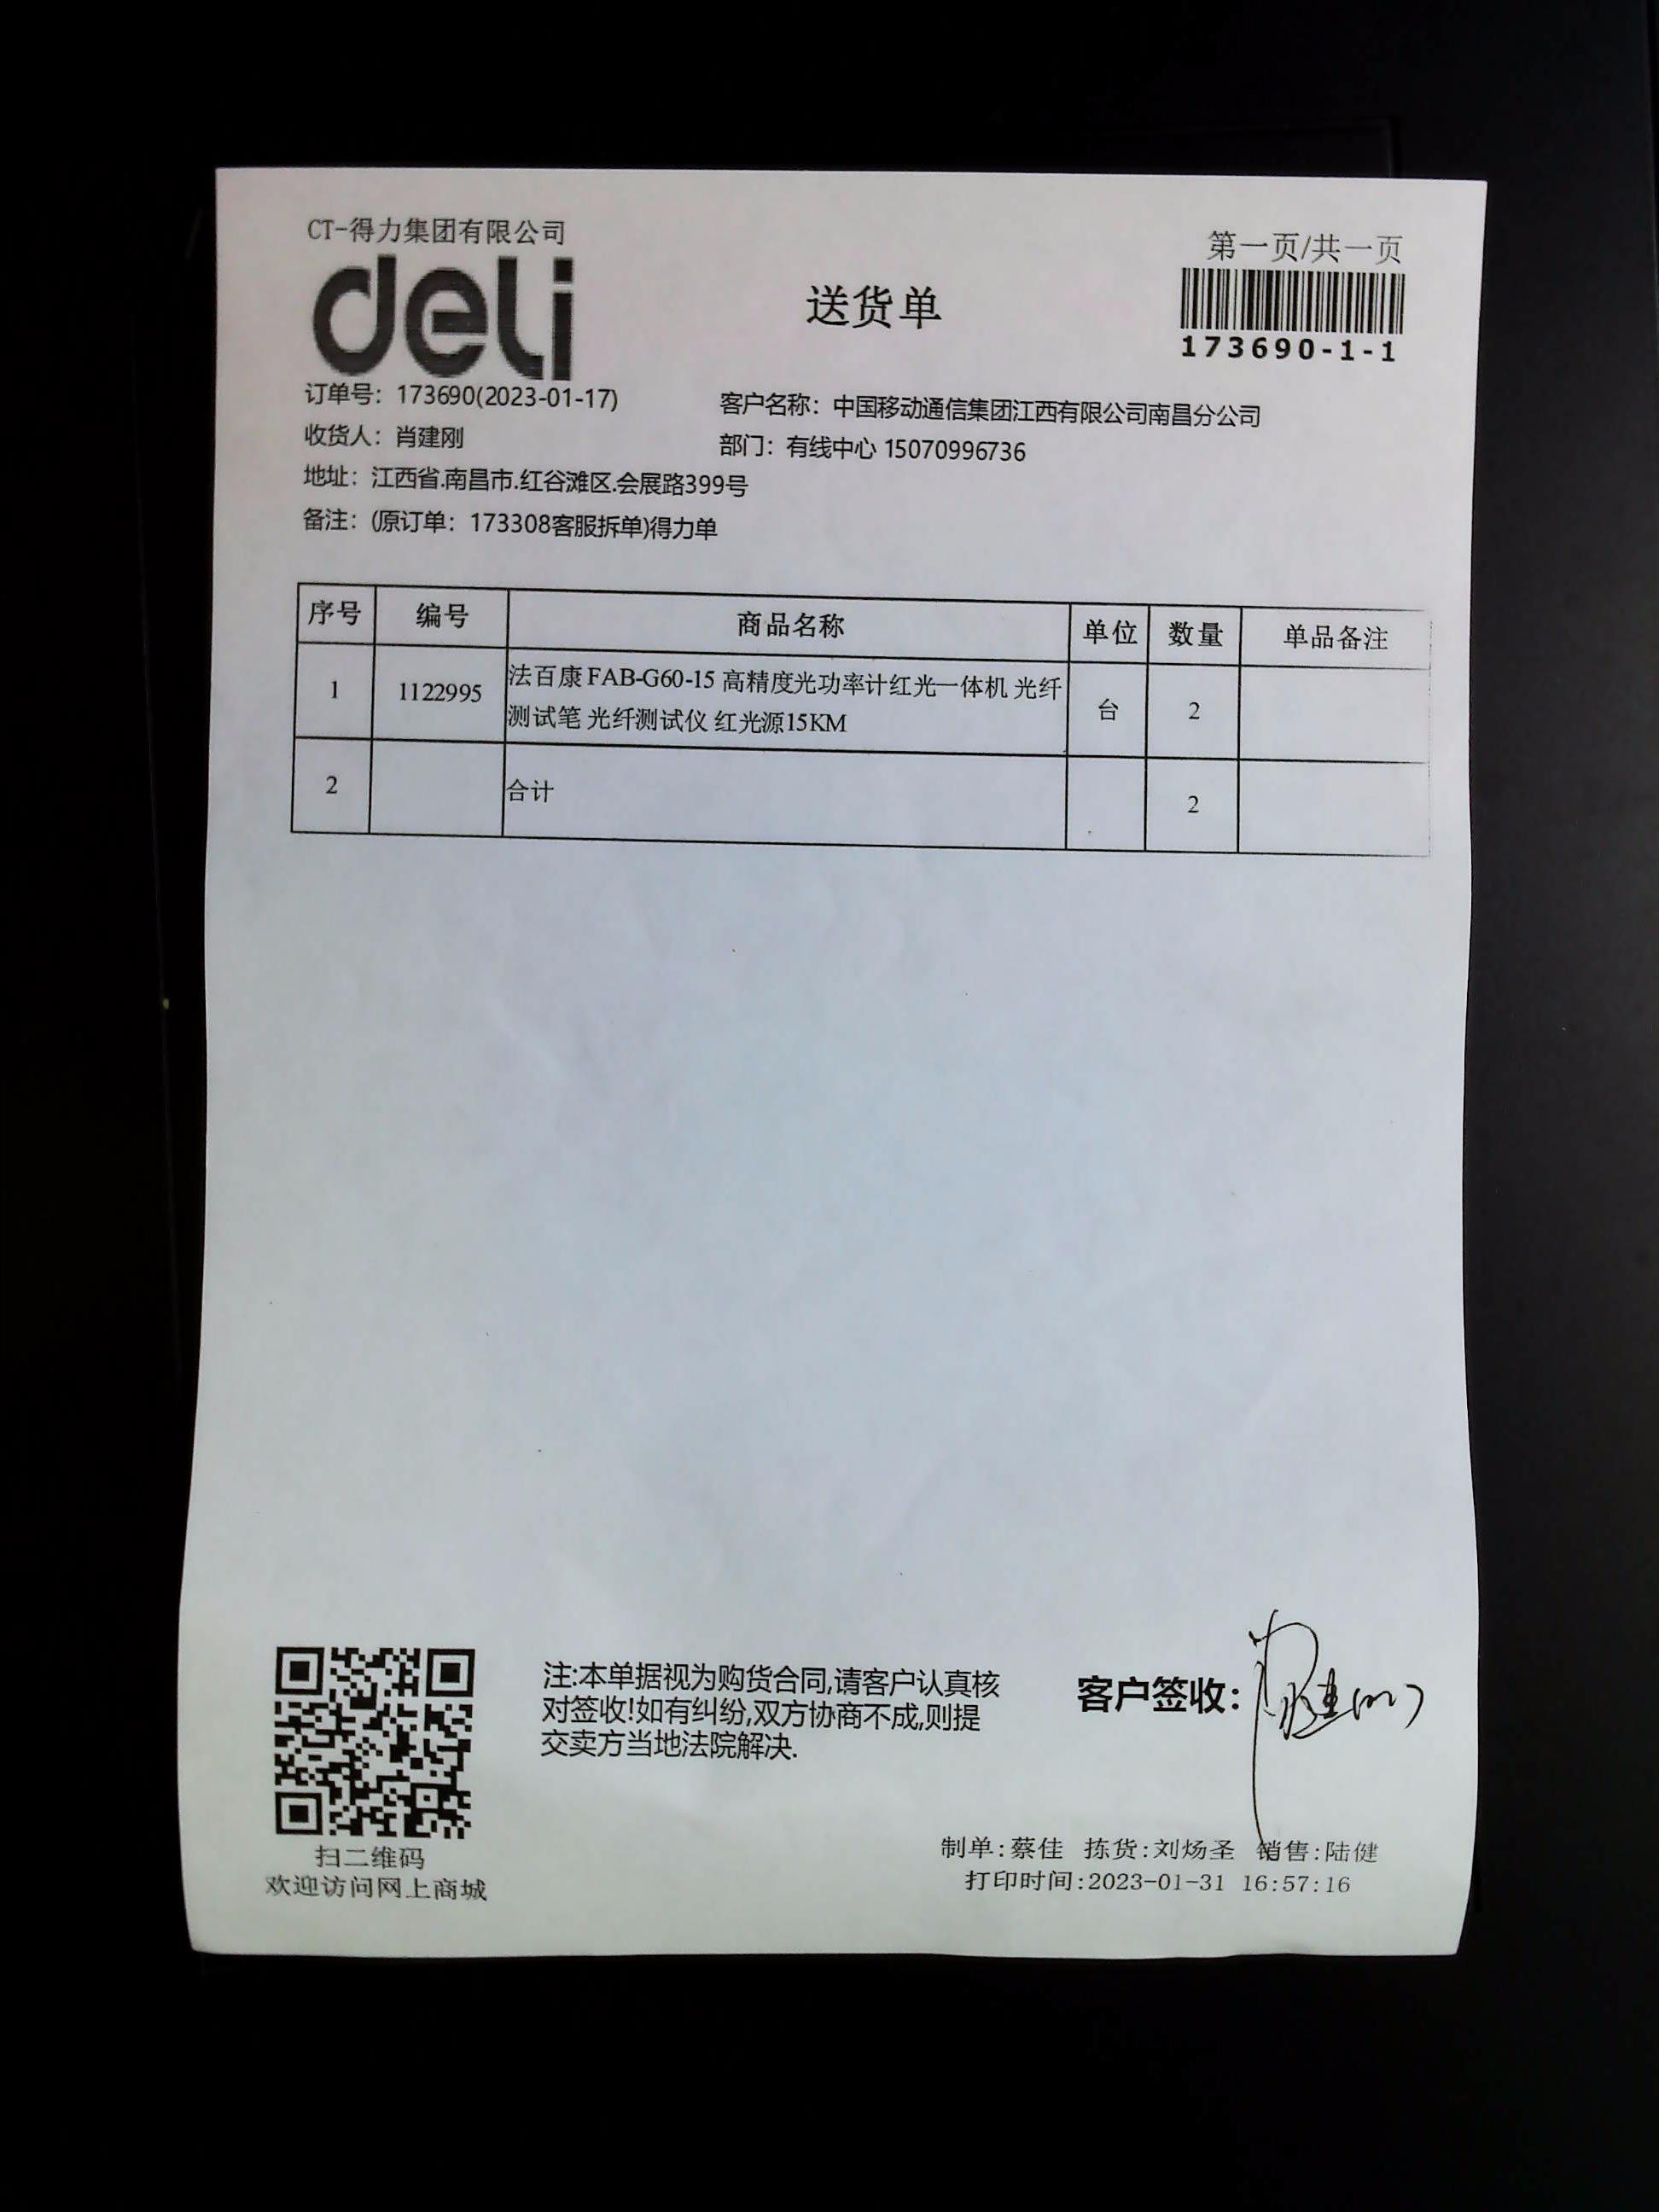 CT-得力集团有限公司
deli
送货单
第一页/共一页
173690-1-1
订单号：173690(2023-01-17)
客户名称：中国移动通信集团江西有限公司南昌分公司
收货人：肖建刚
部门：有线中心 15070996736
地址：江西省.南昌市.红谷滩区.会展路399号
备注：(原订单：173308客服拆单)得力单
序号 编号 商品名称 单位 数量 单品备注
1 1122995 法百康 FAB-G60-15 高精度光功率计红光一体机 光纤
测试笔 光纤测试仪 红光源15KM 台 2
2 合计 2
注:本单据视为购货合同,请客户认真核
对签收!如有纠纷,双方协商不成,则提
交卖方当地法院解决.
客户签收: 肖建刚
扫二维码
欢迎访问网上商城
制单:蔡佳 拣货:刘炀圣 销售:陆健
打印时间:2023-01-31 16:57:16